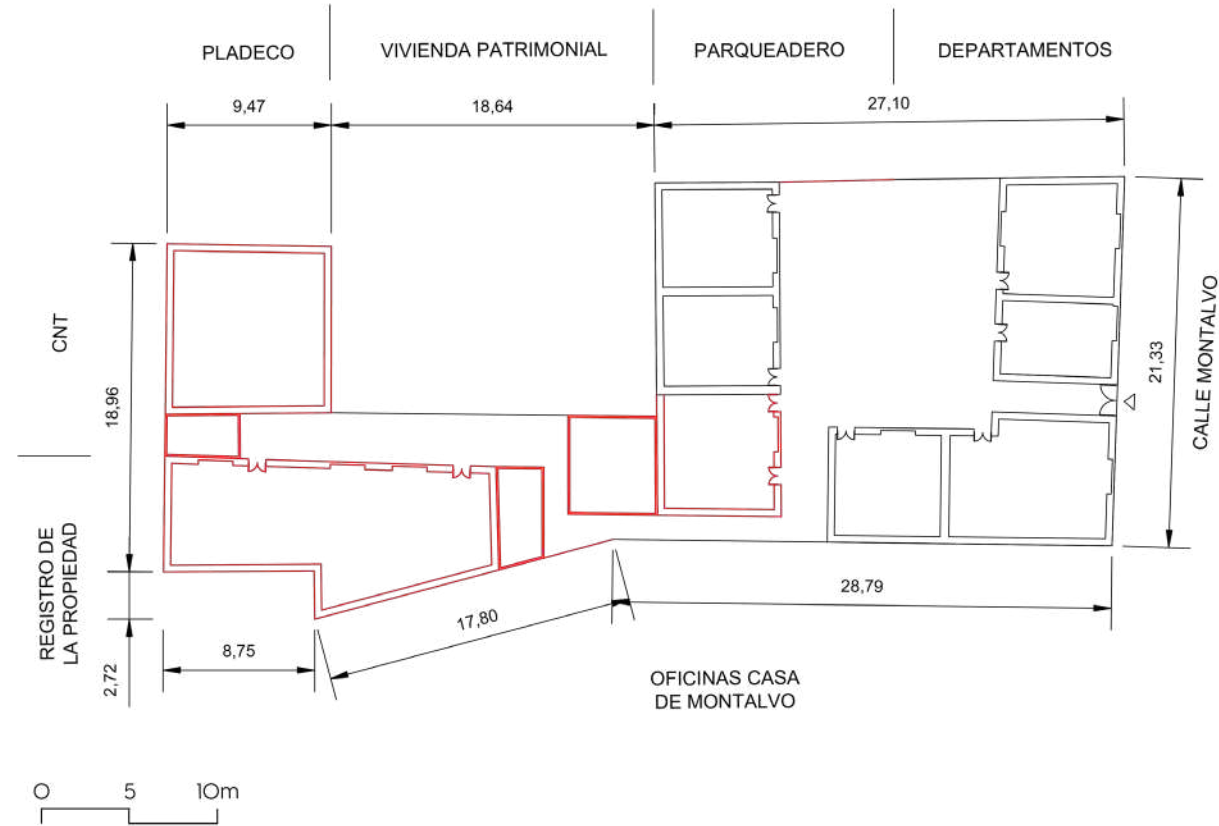 PLADECO
VIVIENDA PATRIMONIAL
PARQUEADERO
DEPARTAMENTOS
9,47
18,64
27,10
CNT
18,96
21,33
CALLE MONTALVO
REGISTRO DE
LA PROPIEDAD
2,72
8,75
17,80
28,79
OFICINAS CASA
DE MONTALVO
0 5 10m